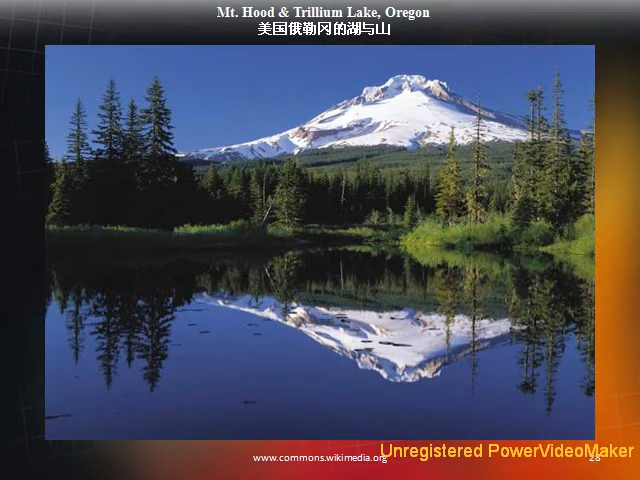 Mt. Hood & Trillium Lake, Oregon
美国俄勒冈的湖与山
www.commons.wikimedia.org
Unregistered PowerVideoMaker
28